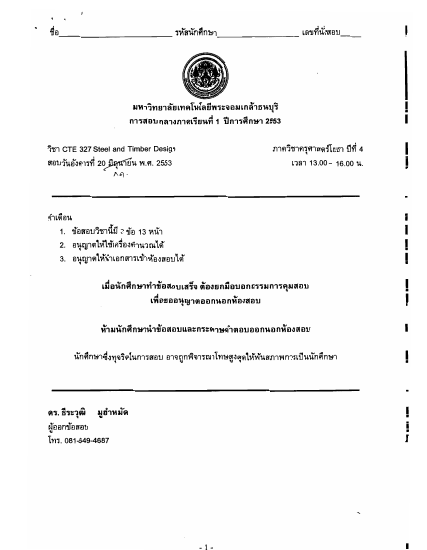 ชื่อ_____________________ รหัสนักศึกษา_____________________ เลขที่นั่งสอบ_____
มหาวิทยาลัยเทคโนโลยีพระจอมเกล้าธนบุรี
การสอบกลางภาคเรียนที่ 1 ปีการศึกษา 2553
วิชา CTE 327 Steel and Timber Design ภาควิชาครุศาสตร์โยธา ปีที่ 4
สอบวันอังคารที่ 20 มิถุนายน พ.ศ. 2553 เวลา 13.00 - 16.00 น.
ก.ค.
คำเตือน
1. ข้อสอบวิชานี้มี ข้อ 13 หน้า
2. อนุญาตให้ใช้เครื่องคำนวณได้
3. อนุญาตให้นำเอกสารเข้าห้องสอบได้
เมื่อนักศึกษาทำข้อสอบเสร็จ ต้องยกมือบอกกรรมการคุมสอบ
เพื่อขออนุญาตออกนอกห้องสอบ
ห้ามนักศึกษานำข้อสอบและกระดาษคำตอบออกนอกห้องสอบ
นักศึกษาซึ่งทุจริตในการสอบ อาจถูกพิจารณาโทษสูงสุดให้พ้นสภาพการเป็นนักศึกษา
ดร. ธีระวุฒิ มูฮำหมัด
ผู้ออกข้อสอบ
โทร. 081-649-4687
- 1 -